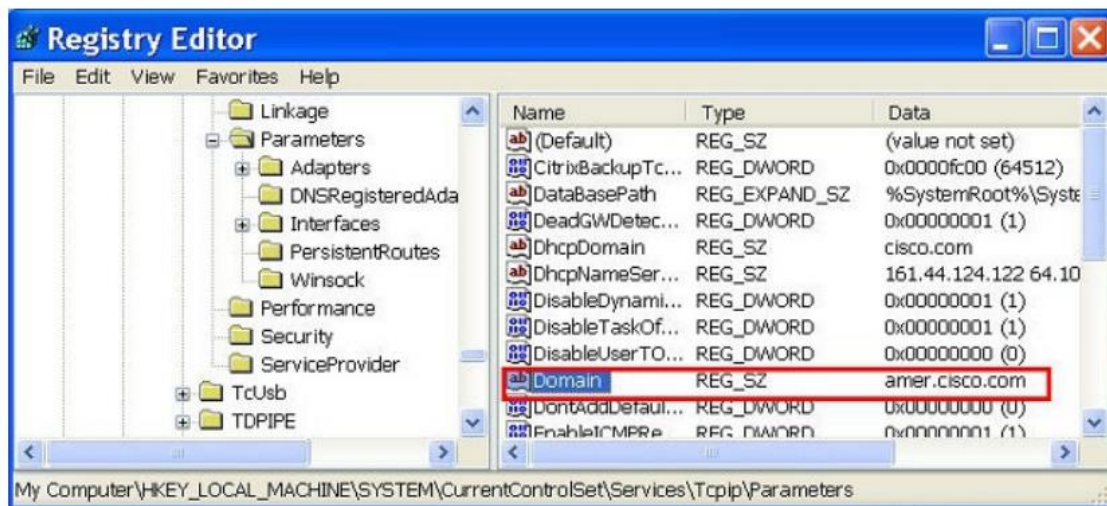 Registry Editor
File Edit View Favorites Help
Linkage
Parameters
Adapters
DNSRegisteredAda
Interfaces
PersistentRoutes
Winsock
Performance
Security
ServiceProvider
TcUsb
TDPIPE
Name Type Data
(Default) REG_SZ (value not set)
CitrixBackupTc... REG_DWORD 0x0000fc00 (64512)
DataBasePath REG_EXPAND_SZ %SystemRoot%\Syste
DeadGWDetec... REG_DWORD 0x00000001 (1)
DhcpDomain REG_SZ cisco.com
DhcpNameSer... REG_SZ 161.44.124.122 64.10
DisableDynami... REG_DWORD 0x00000001 (1)
DisableTaskOf... REG_DWORD 0x00000001 (1)
DisableUserTO... REG_DWORD 0x00000000 (0)
Domain REG_SZ amer.cisco.com
DontAddDefaul... REG_DWORD 0x00000000 (0)
EnableICMPRe... REG_DWORD 0x00000001 (1)
My Computer\HKEY_LOCAL_MACHINE\SYSTEM\CurrentControlSet\Services\Tcpip\Parameters